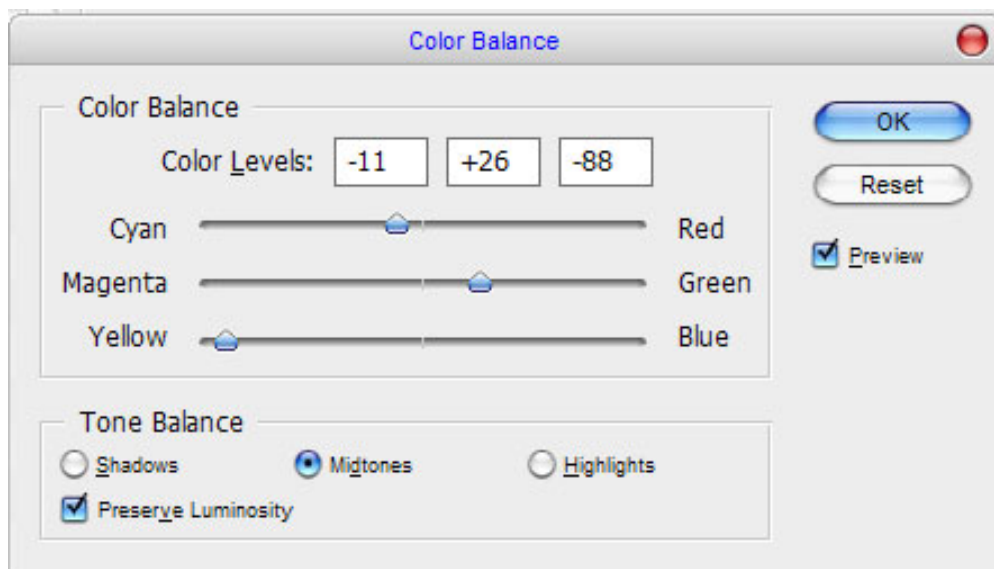 Color Balance
Color Balance
Color Levels: -11 +26 -88
Cyan Red
Magenta Green
Yellow Blue
OK
Reset
Preview
Tone Balance
Shadows Midtones Highlights
Preserve Luminosity